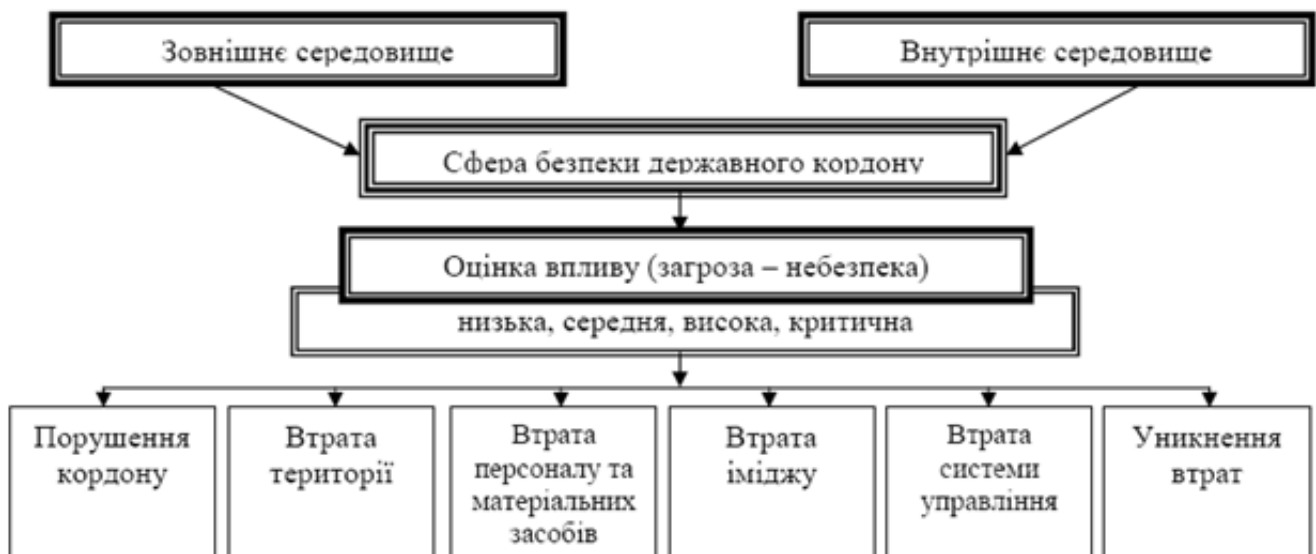 Зовнішнє середовище
Внутрішнє середовище
Сфера безпеки державного кордону
Оцінка впливу (загроза – небезпека)
низька, середня, висока, критична
Порушення
кордону
Втрата
території
Втрата
персоналу та
матеріальних
засобів
Втрата
іміджу
Втрата
системи
управління
Уникнення
втрат